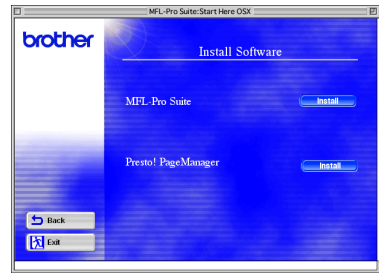 MFL-Pro Suite:Start Here OSX
brother
Install Software
MFL-Pro Suite
Install
Presto! PageManager
Install
Back
Exit